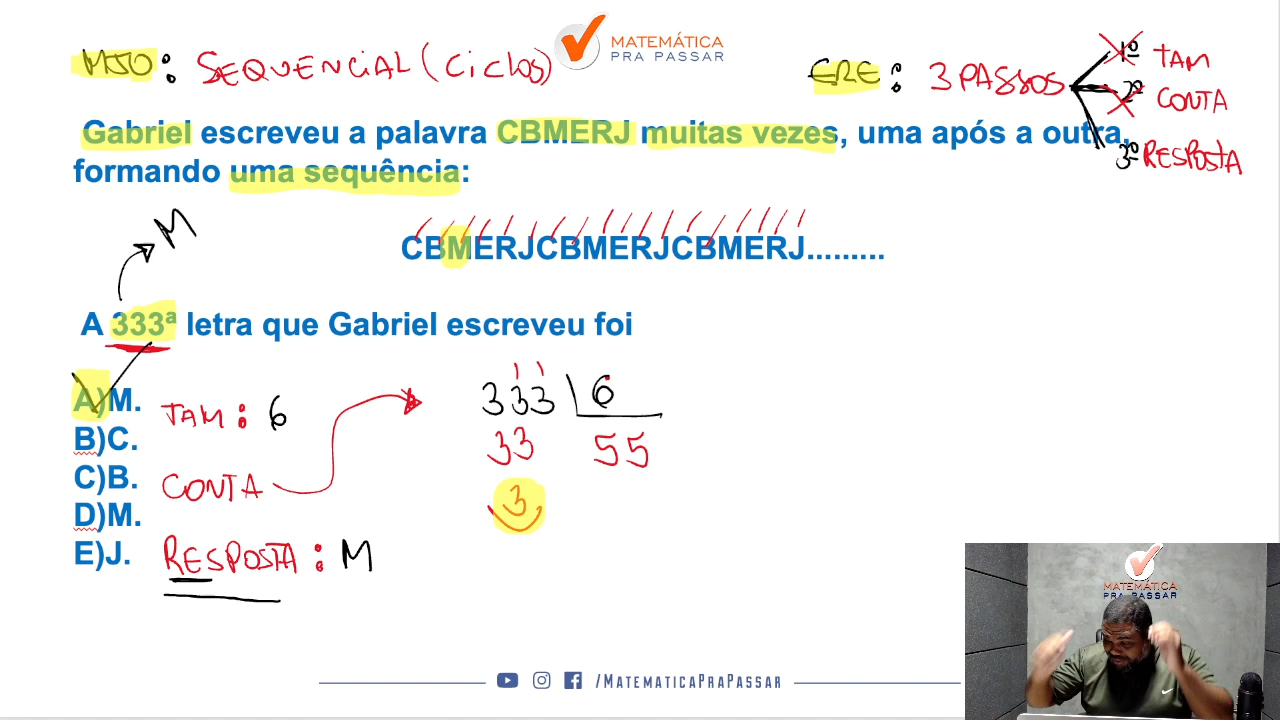 MJO: SEQUENCIAL (CICLOS)
MATEMÁTICA
PRA PASSAR
ERE: 3 PASSOS
1º TAM
2º CONTA
3º RESPOSTA
Gabriel escreveu a palavra CBMERJ muitas vezes, uma após a outra,
formando uma sequência:
M
CBMERJCBMERJCBMERJ.........
A 333ª letra que Gabriel escreveu foi
A)M.
B)C.
C)B.
D)M.
E)J.
TAM: 6
CONTA
RESPOSTA: M
333 6
33 55
3
MATEMÁTICA
PRA PASSAR
/MATEMATICAPRAPASSAR